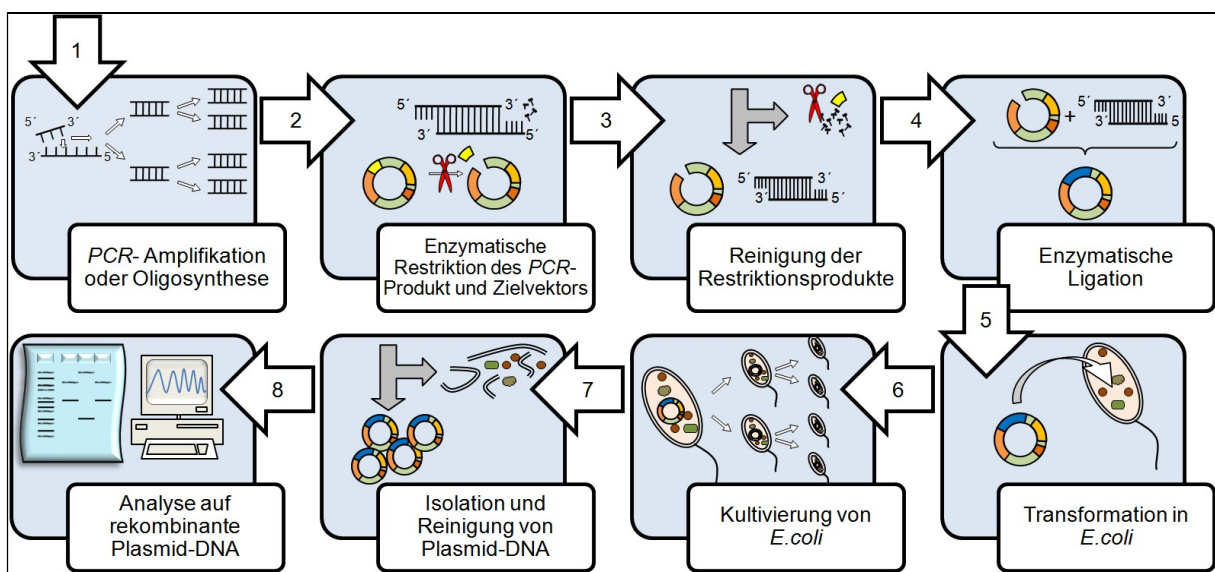 1
5´ 3´
3´ 5´
PCR- Amplifikation
oder Oligosynthese
2
5´ 3´
3´ 5´
Enzymatische
Restriktion des PCR-
Produkt und Zielvektors
3
5´ 3´
3´ 5´
Reinigung der
Restriktionsprodukte
4
5´ 3´
+
3´ 5´
Enzymatische
Ligation
5
Transformation in
E.coli
6
Kultivierung von
E.coli
7
Isolation und
Reinigung von
Plasmid-DNA
8
Analyse auf
rekombinante
Plasmid-DNA